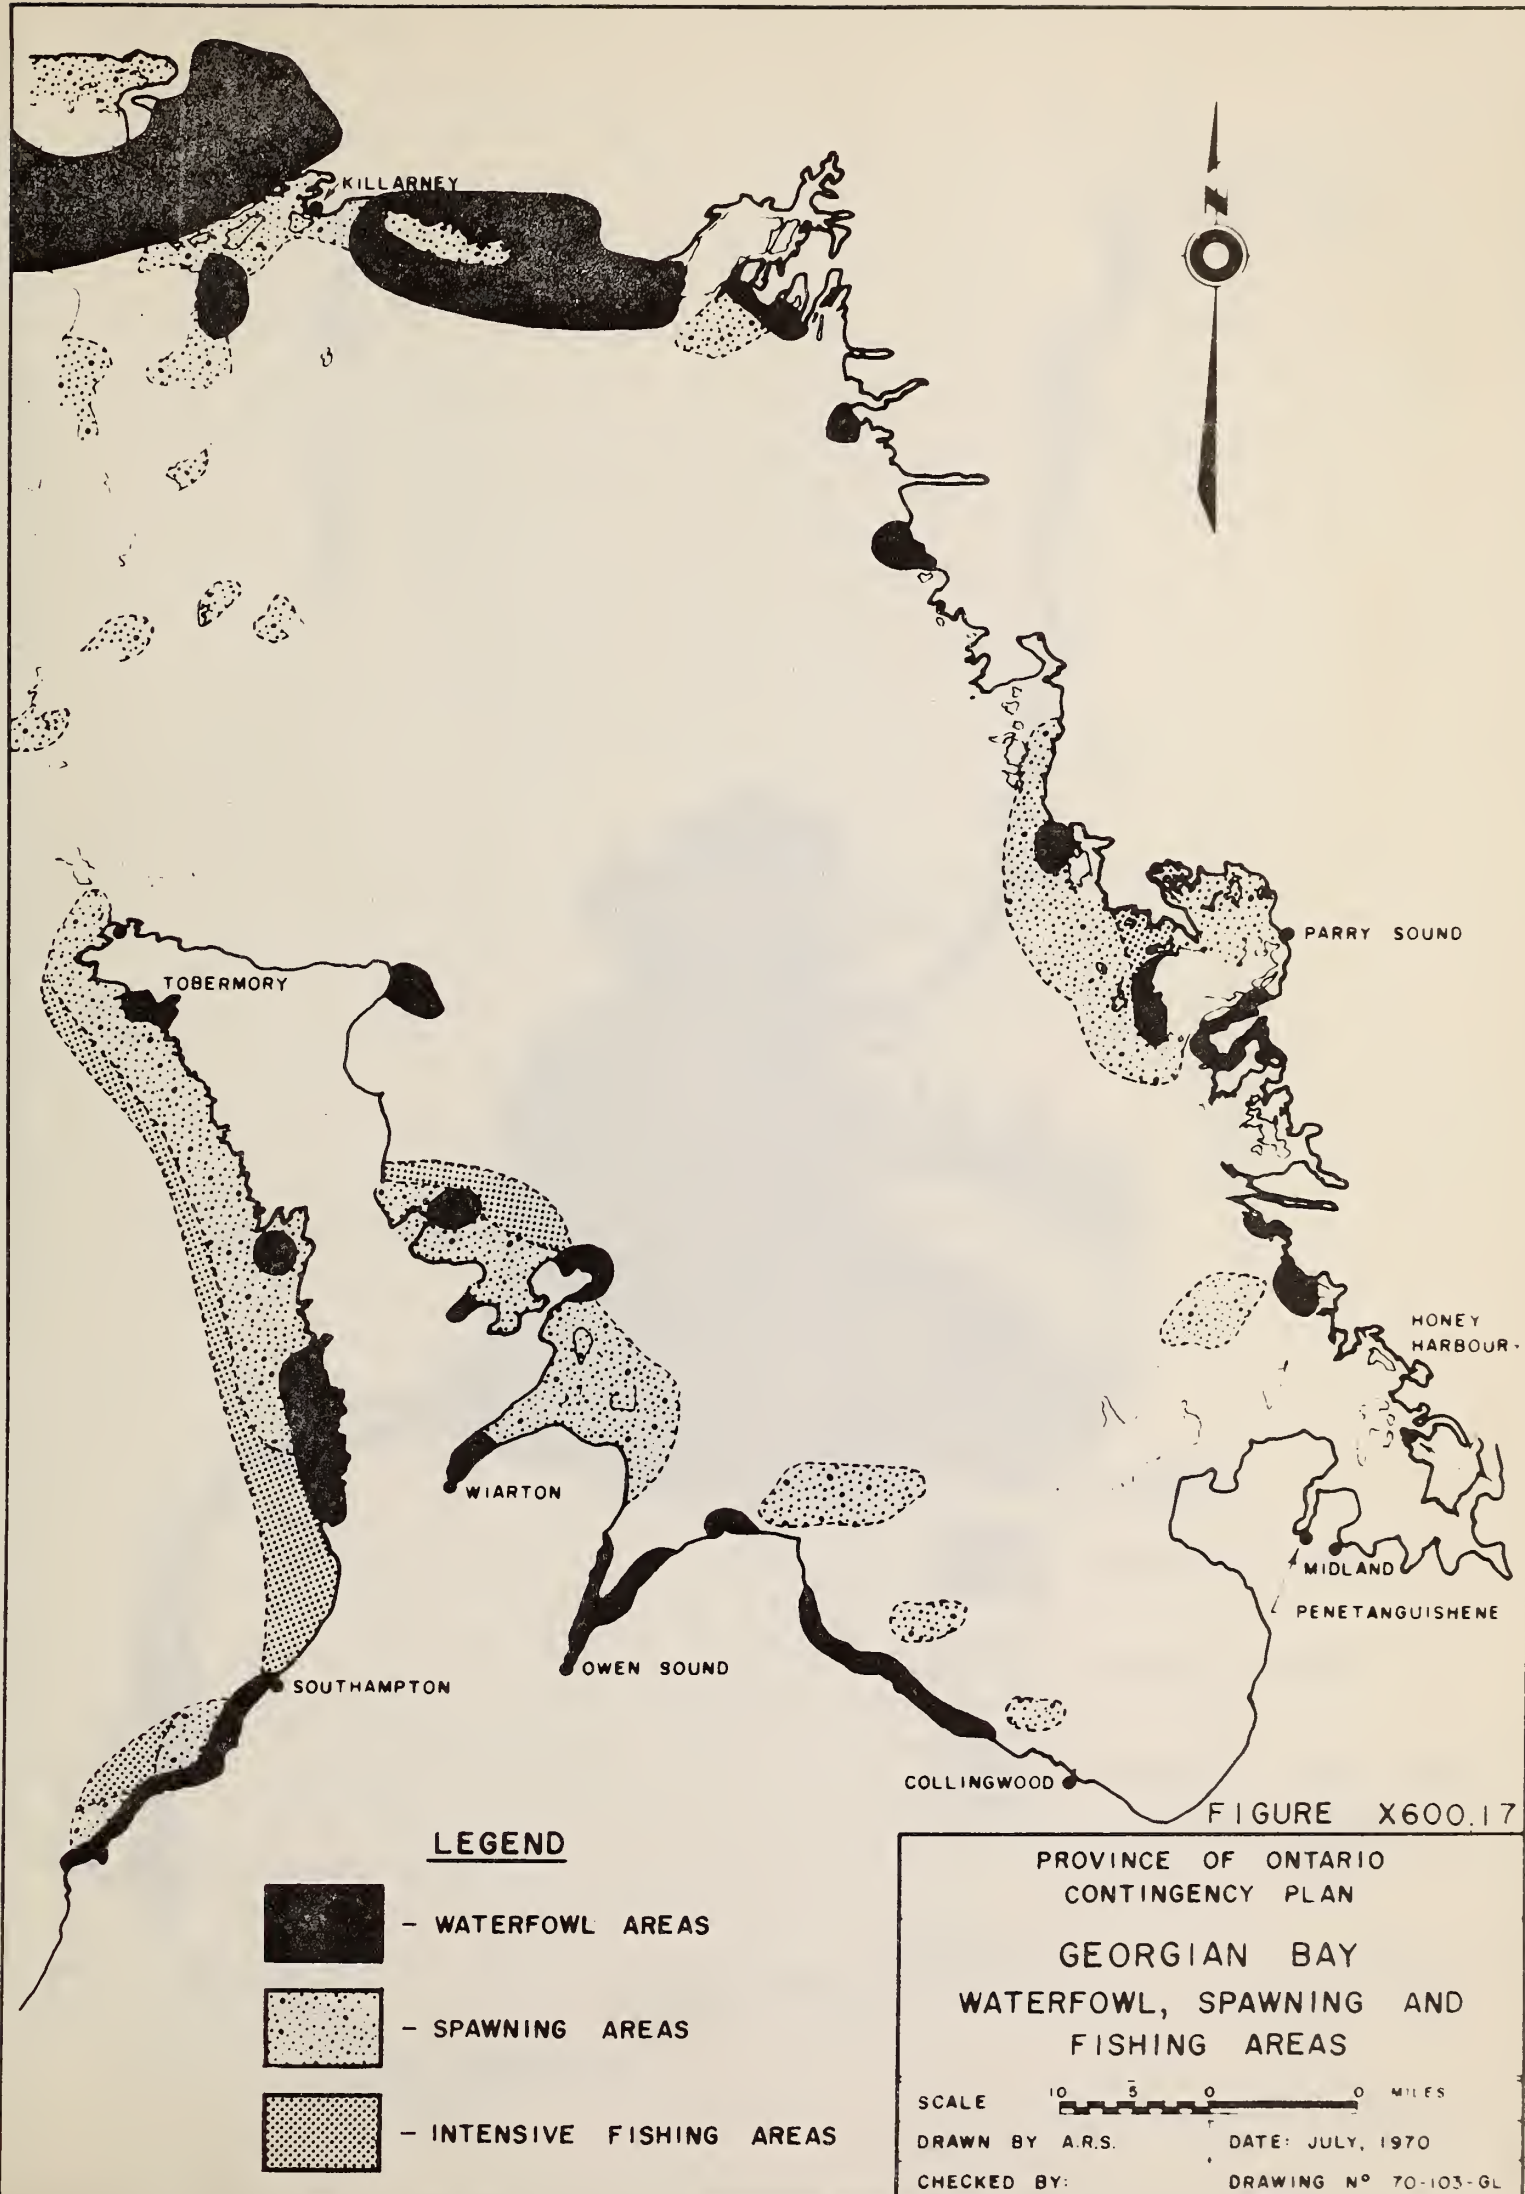 N
KILLARNEY
PARRY SOUND
TOBERMORY
HONEY
HARBOUR
WIARTON
MIDLAND
PENETANGUISHENE
OWEN SOUND
SOUTHAMPTON
COLLINGWOOD
FIGURE X600.17
LEGEND
- WATERFOWL AREAS
- SPAWNING AREAS
- INTENSIVE FISHING AREAS
PROVINCE OF ONTARIO
CONTINGENCY PLAN
GEORGIAN BAY
WATERFOWL, SPAWNING AND
FISHING AREAS
SCALE 10 5 0 0 MILES
DRAWN BY A.R.S. DATE: JULY, 1970
CHECKED BY: DRAWING Nº 70-103-GL